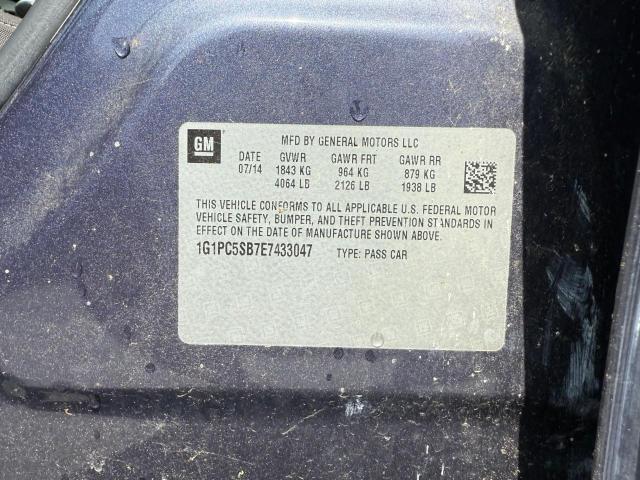 GM
MFD BY GENERAL MOTORS LLC
DATE GVWR GAWR FRT GAWR RR
07/14 1843 KG 964 KG 879 KG
4064 LB 2126 LB 1938 LB
THIS VEHICLE CONFORMS TO ALL APPLICABLE U.S. FEDERAL MOTOR
VEHICLE SAFETY, BUMPER, AND THEFT PREVENTION STANDARDS IN
EFFECT ON THE DATE OF MANUFACTURE SHOWN ABOVE.
1G1PC5SB7E7433047 TYPE: PASS CAR